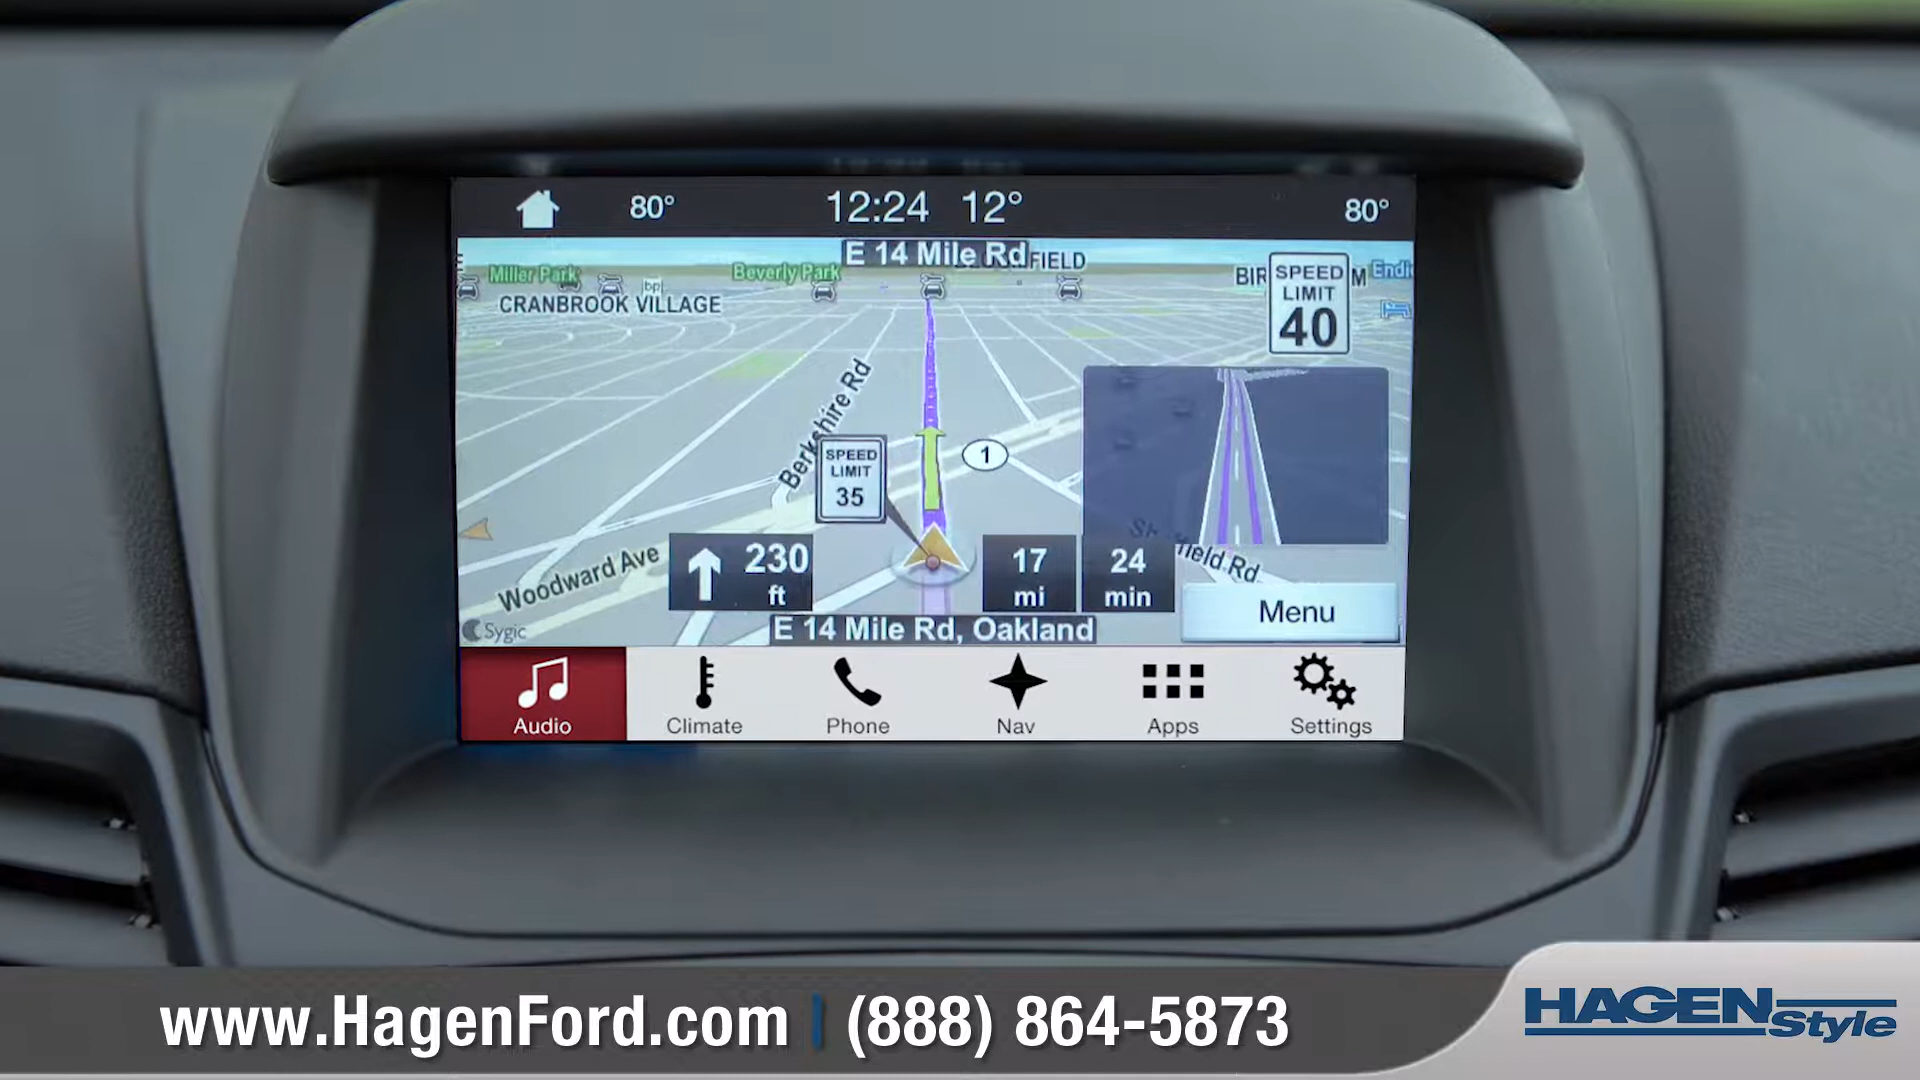 80° 12:24 12° 80°
E 14 Mile Rd
FIELD
Miller Park
Beverly Park
BIR
M
Endi
SPEED
LIMIT
40
bp
CRANBROOK VILLAGE
Berkshire Rd
SPEED
LIMIT
35
1
Woodward Ave
230
ft
17
mi
24
min
field Rd
Menu
Sygic
E 14 Mile Rd, Oakland
Audio
Climate
Phone
Nav
Apps
Settings
www.HagenFord.com | (888) 864-5873
HAGEN
Style